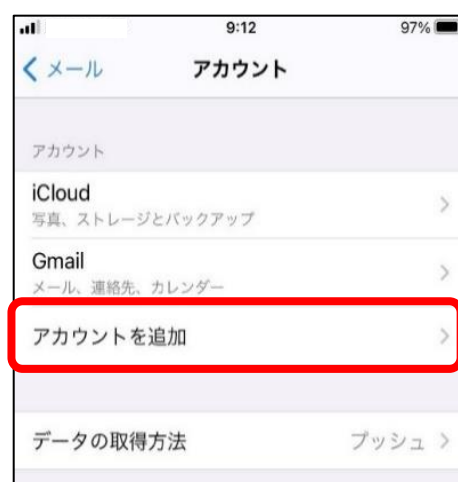 9:12 97%
メール アカウント
アカウント
iCloud
写真、ストレージとバックアップ
Gmail
メール、連絡先、カレンダー
アカウントを追加
データの取得方法 プッシュ